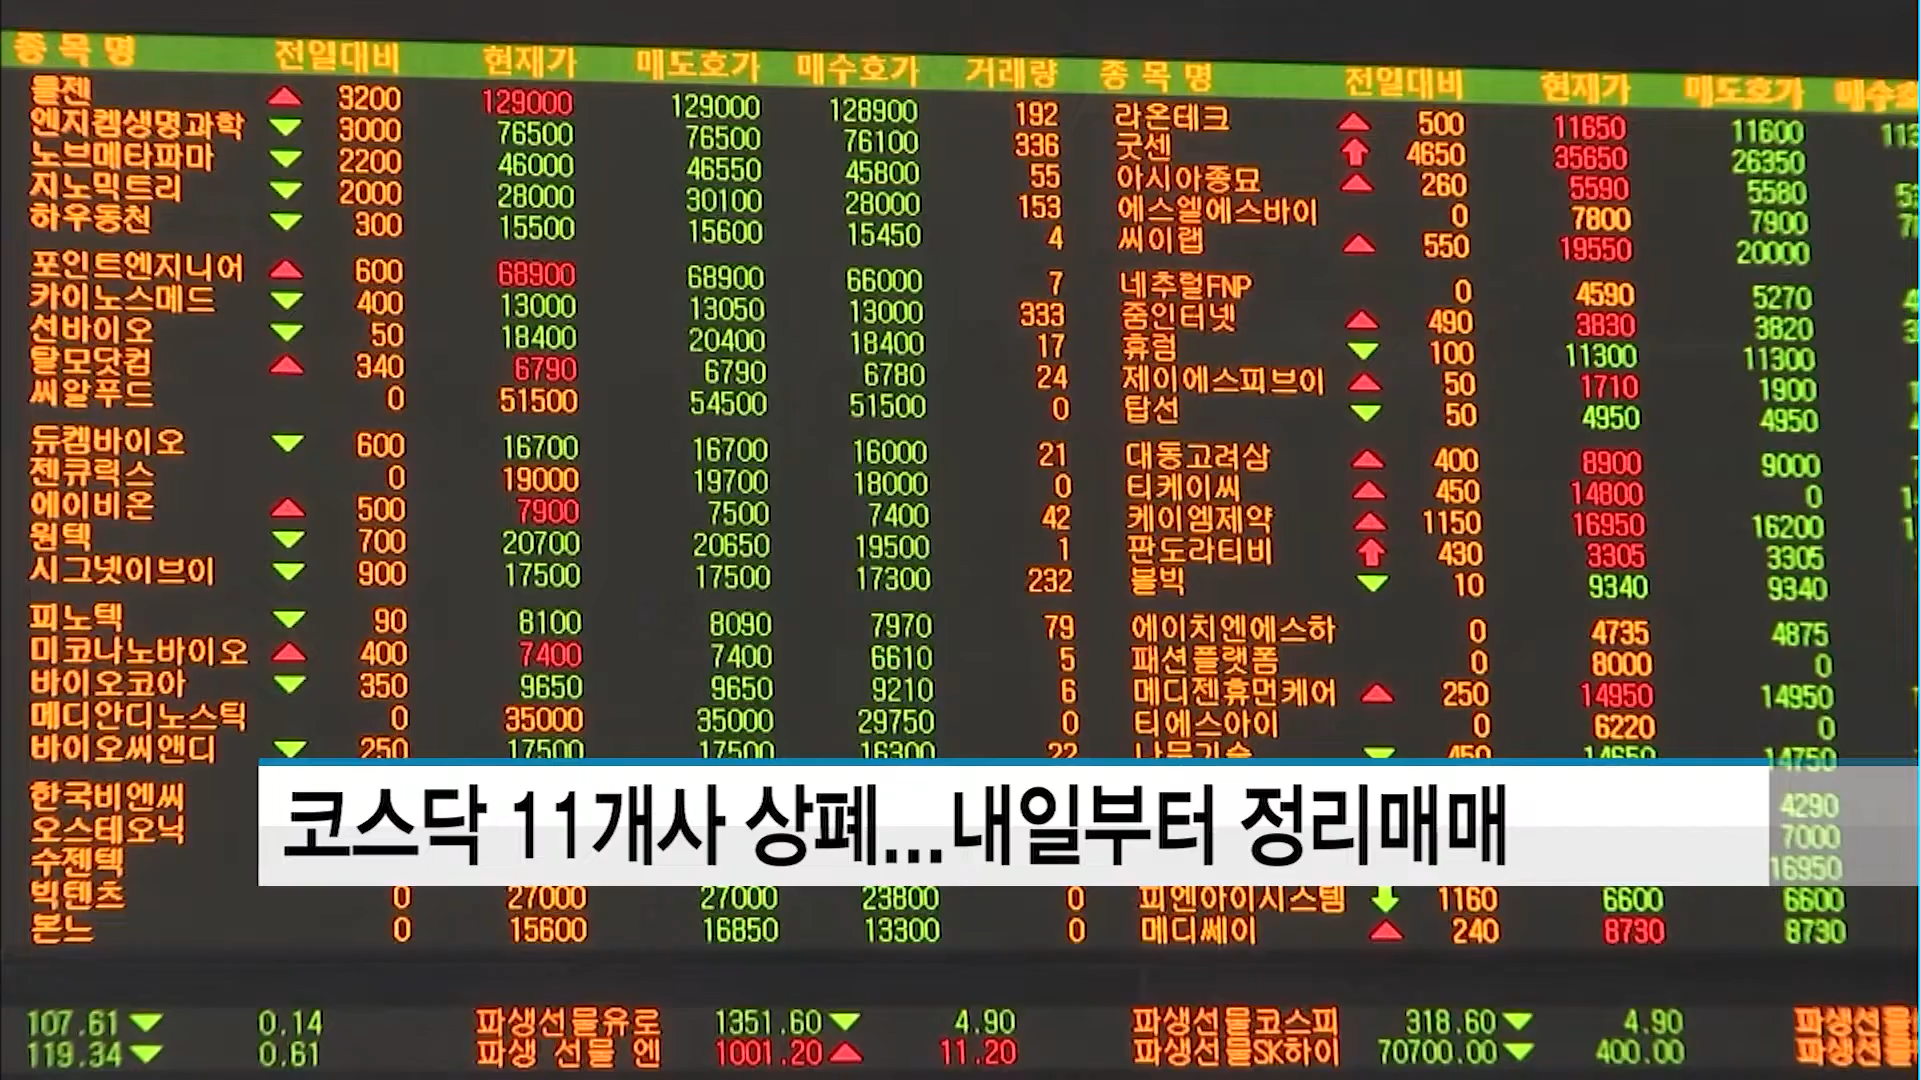 종목명 전일대비 현재가 매도호가 매수호가 거래량 종목명 전일대비 현재가 매도호가
툴젠 3200 129000 129000 128900 192 라온테크 500 11650 11600
엔지켐생명과학 3000 76500 76500 76100 336 굿센 4650 35650 26350
노브메타파마 2200 46000 46550 45800 55 아시아종묘 260 5590 5580
지노믹트리 2000 28000 30100 28000 153 에스엘에스바이 0 7800 7900
하우동천 300 15500 15600 15450 4 씨이랩 550 19550 20000
포인트엔지니어 600 68900 68900 66000 7 네추럴FNP 0 4590 5270
카이노스메드 400 13000 13050 13000 333 줌인터넷 490 3830 3820
선바이오 50 18400 20400 18400 17 휴럼 100 11300 11300
탈모닷컴 340 6790 6790 6780 24 제이에스피브이 50 1710 1900
씨알푸드 0 51500 54500 51500 0 탑선 50 4950 4950
듀켐바이오 600 16700 16700 16000 21 대동고려삼 400 8900 9000
젠큐릭스 0 19000 19700 18000 0 티케이씨 450 14800 0
에이비온 500 7900 7500 7400 42 케이엠제약 1150 16950 16200
원텍 700 20700 20650 19500 1 판도라티비 430 3305 3305
시그넷이브이 900 17500 17500 17300 232 볼빅 10 9340 9340
피노텍 90 8100 8090 7970 79 에이치엔에스하 0 4735 4875
미코나노바이오 400 7400 7400 6610 5 패션플랫폼 0 8000 0
바이오코아 350 9650 9650 9210 6 메디젠휴먼케어 250 14950 14950
메디안디노스틱 0 35000 35000 29750 0 티에스아이 0 6220 0
바이오씨앤디 250 17500 17500 16300 22 나무기술 450 14650 14750
한국비엔씨 4290
오스테오닉 7000
수젠텍 16950
코스닥 11개사 상폐...내일부터 정리매매
빅텐츠 0 27000 27000 23800 0 피엔아이시스템 1160 6600 6600
본느 0 15600 16850 13300 0 메디쎄이 240 8730 8730
107.61 0.14 파생선물유로 1351.60 4.90 파생선물코스피 318.60 4.90 파생선물
119.34 0.61 파생 선물 엔 1001.20 11.20 파생선물SK하이 70700.00 400.00 파생선물